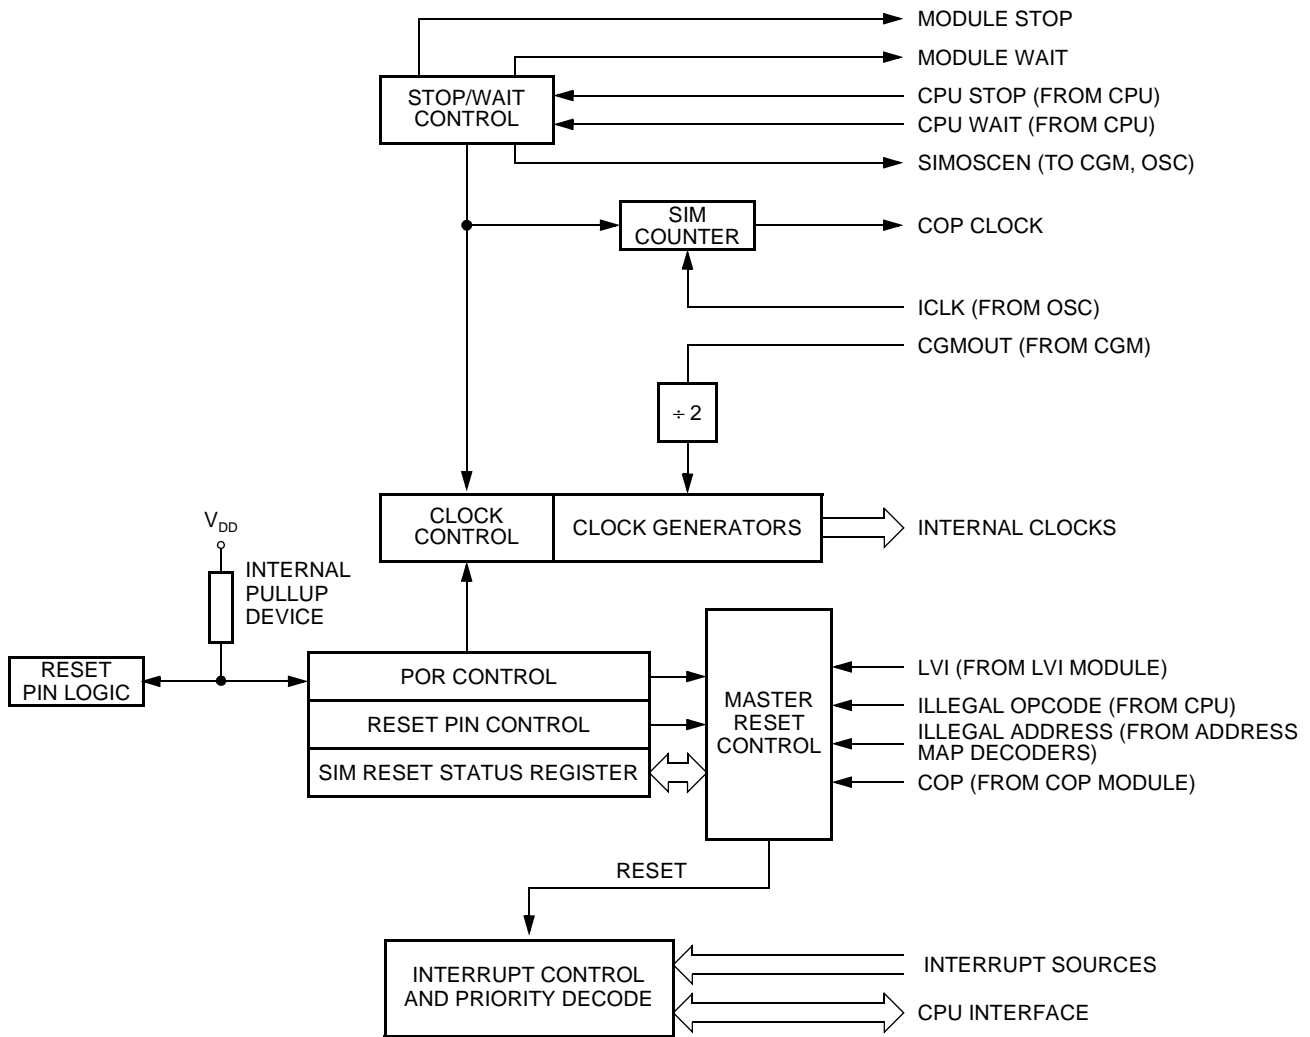 MODULE STOP
MODULE WAIT
STOP/WAIT
CONTROL
CPU STOP (FROM CPU)
CPU WAIT (FROM CPU)
SIMOSCEN (TO CGM, OSC)
SIM
COUNTER
COP CLOCK
ICLK (FROM OSC)
CGMOUT (FROM CGM)
÷ 2
CLOCK
CONTROL
CLOCK GENERATORS
INTERNAL CLOCKS
VDD
INTERNAL
PULLUP
DEVICE
RESET
PIN LOGIC
POR CONTROL
RESET PIN CONTROL
SIM RESET STATUS REGISTER
MASTER
RESET
CONTROL
LVI (FROM LVI MODULE)
ILLEGAL OPCODE (FROM CPU)
ILLEGAL ADDRESS (FROM ADDRESS
MAP DECODERS)
COP (FROM COP MODULE)
RESET
INTERRUPT CONTROL
AND PRIORITY DECODE
INTERRUPT SOURCES
CPU INTERFACE